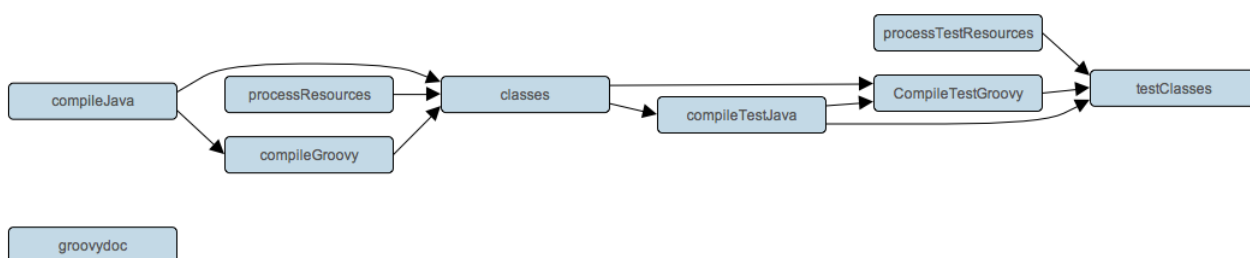 processTestResources
compileJava
processResources
classes
CompileTestGroovy
testClasses
compileTestJava
compileGroovy
groovydoc